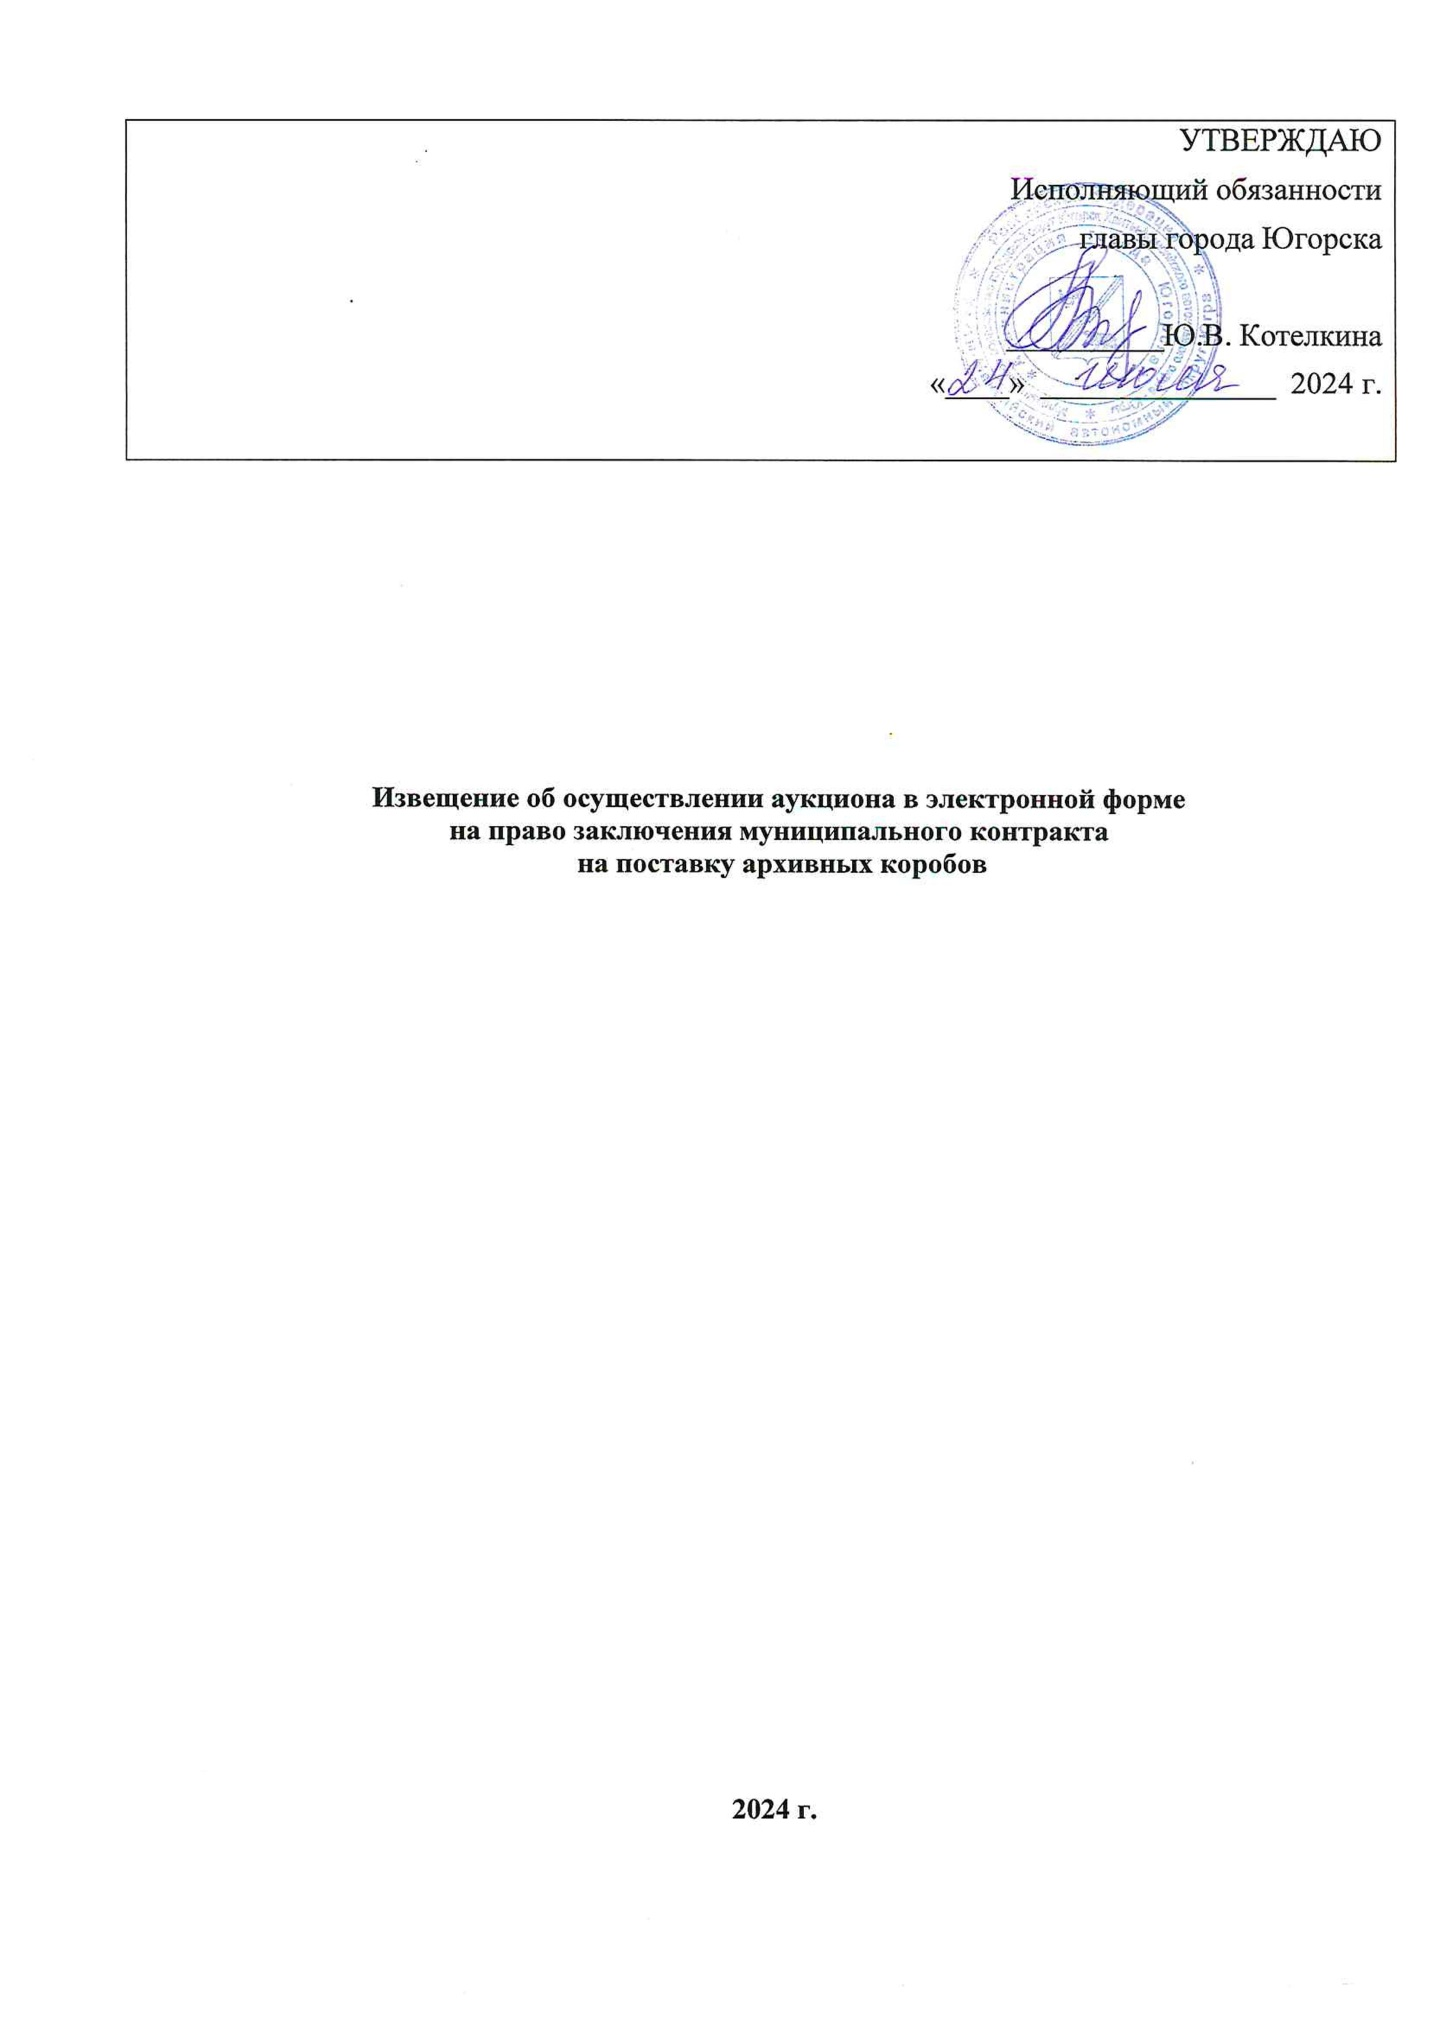 УТВЕРЖДАЮ
Исполняющий обязанности
главы города Югорска
Ю.В. Котелкина
«24» июля 2024 г.
Извещение об осуществлении аукциона в электронной форме
на право заключения муниципального контракта
на поставку архивных коробов
2024 г.